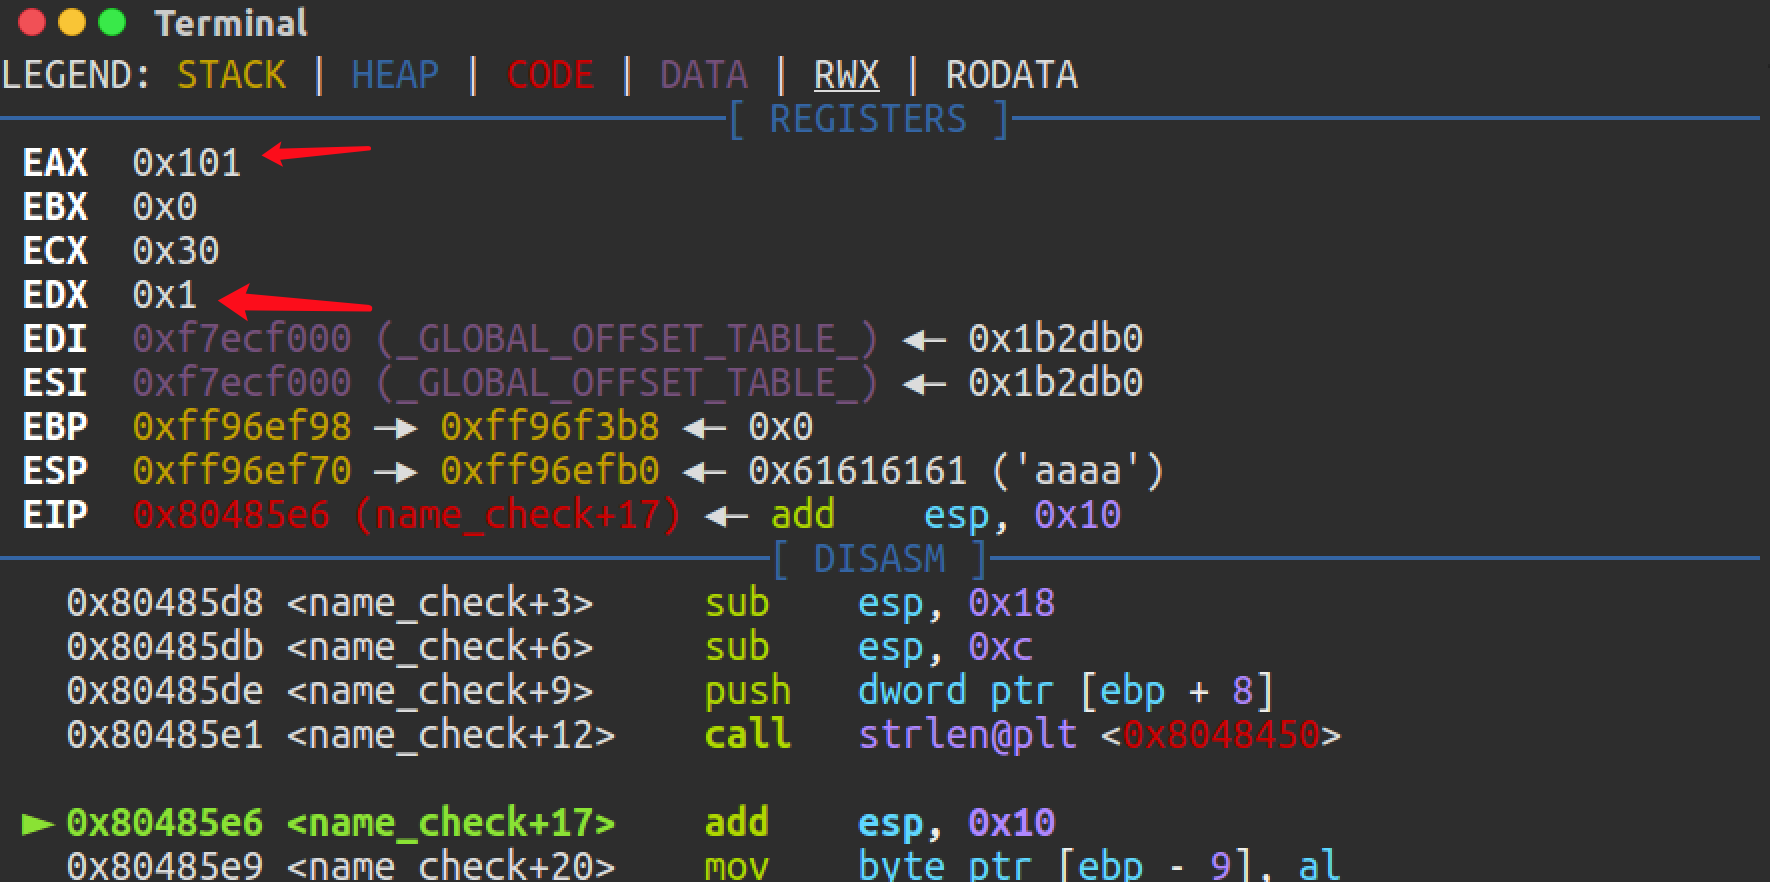 Terminal
LEGEND: STACK | HEAP | CODE | DATA | RWX | RODATA
[ REGISTERS ]
EAX  0x101
EBX  0x0
ECX  0x30
EDX  0x1
EDI  0xf7ecf000 (_GLOBAL_OFFSET_TABLE_) ◂— 0x1b2db0
ESI  0xf7ecf000 (_GLOBAL_OFFSET_TABLE_) ◂— 0x1b2db0
EBP  0xff96ef98 —▸ 0xff96f3b8 ◂— 0x0
ESP  0xff96ef70 —▸ 0xff96efb0 ◂— 0x61616161 ('aaaa')
EIP  0x80485e6 (name_check+17) ◂— add    esp, 0x10
[ DISASM ]
0x80485d8 <name_check+3>     sub    esp, 0x18
0x80485db <name_check+6>     sub    esp, 0xc
0x80485de <name_check+9>     push   dword ptr [ebp + 8]
0x80485e1 <name_check+12>    call   strlen@plt <0x8048450>
► 0x80485e6 <name_check+17>    add    esp, 0x10
0x80485e9 <name_check+20>    mov    byte ptr [ebp - 9], al